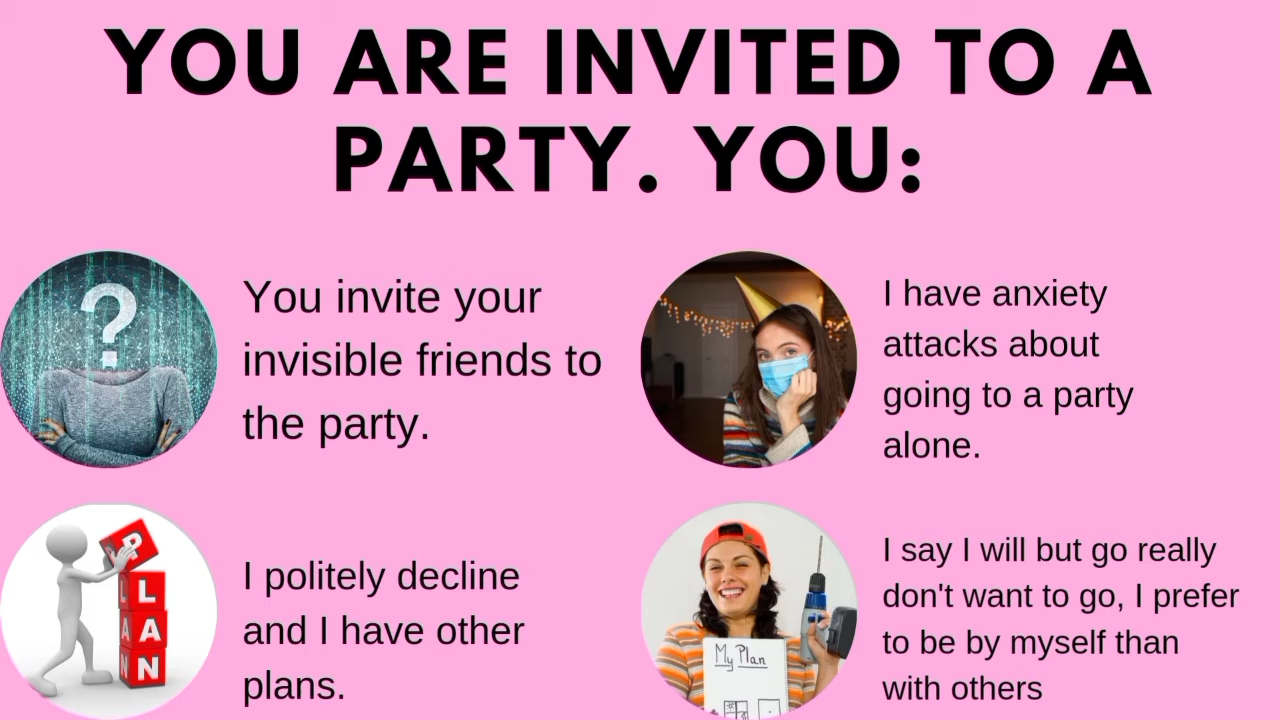 YOU ARE INVITED TO A
PARTY. YOU:
?
You invite your
invisible friends to
the party.
I have anxiety
attacks about
going to a party
alone.
P
L L
A A
N N
I politely decline
and I have other
plans.
My Plan
I say I will but go really
don't want to go, I prefer
to be by myself than
with others